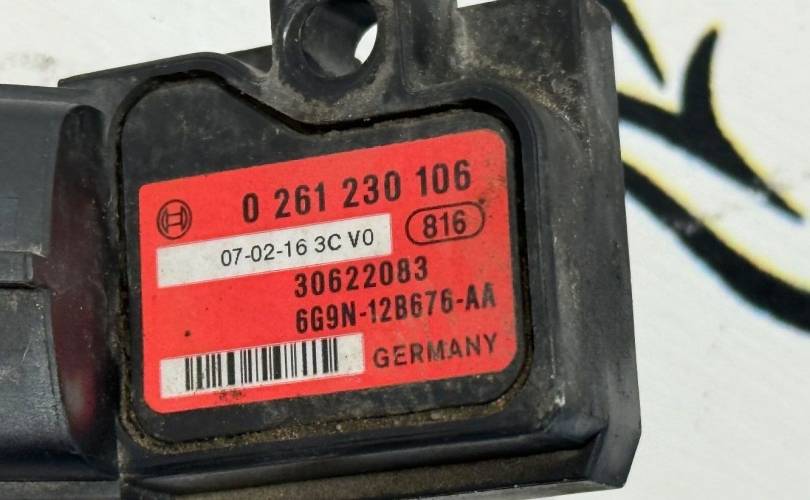 0 261 230 106
816
07-02-16 3C V0
30622083
6G9N-12B676-AA
GERMANY